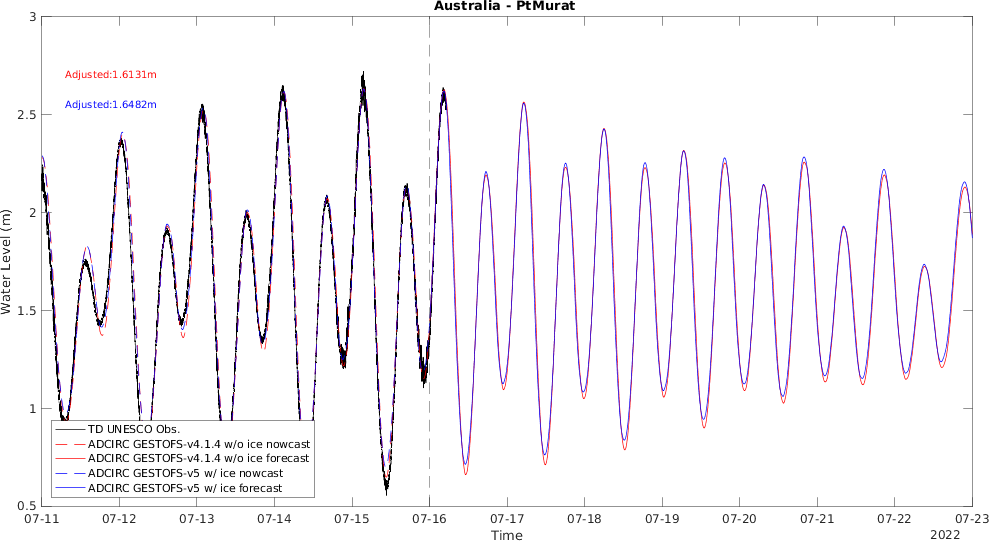 Australia - PtMurat
3
2.5
2
1.5
1
0.5
Water Level (m)
Adjusted:1.6131m
Adjusted:1.6482m
TD UNESCO Obs.
ADCIRC GESTOFS-v4.1.4 w/o ice nowcast
ADCIRC GESTOFS-v4.1.4 w/o ice forecast
ADCIRC GESTOFS-v5 w/ ice nowcast
ADCIRC GESTOFS-v5 w/ ice forecast
07-11 07-12 07-13 07-14 07-15 07-16 07-17 07-18 07-19 07-20 07-21 07-22 07-23
Time
2022